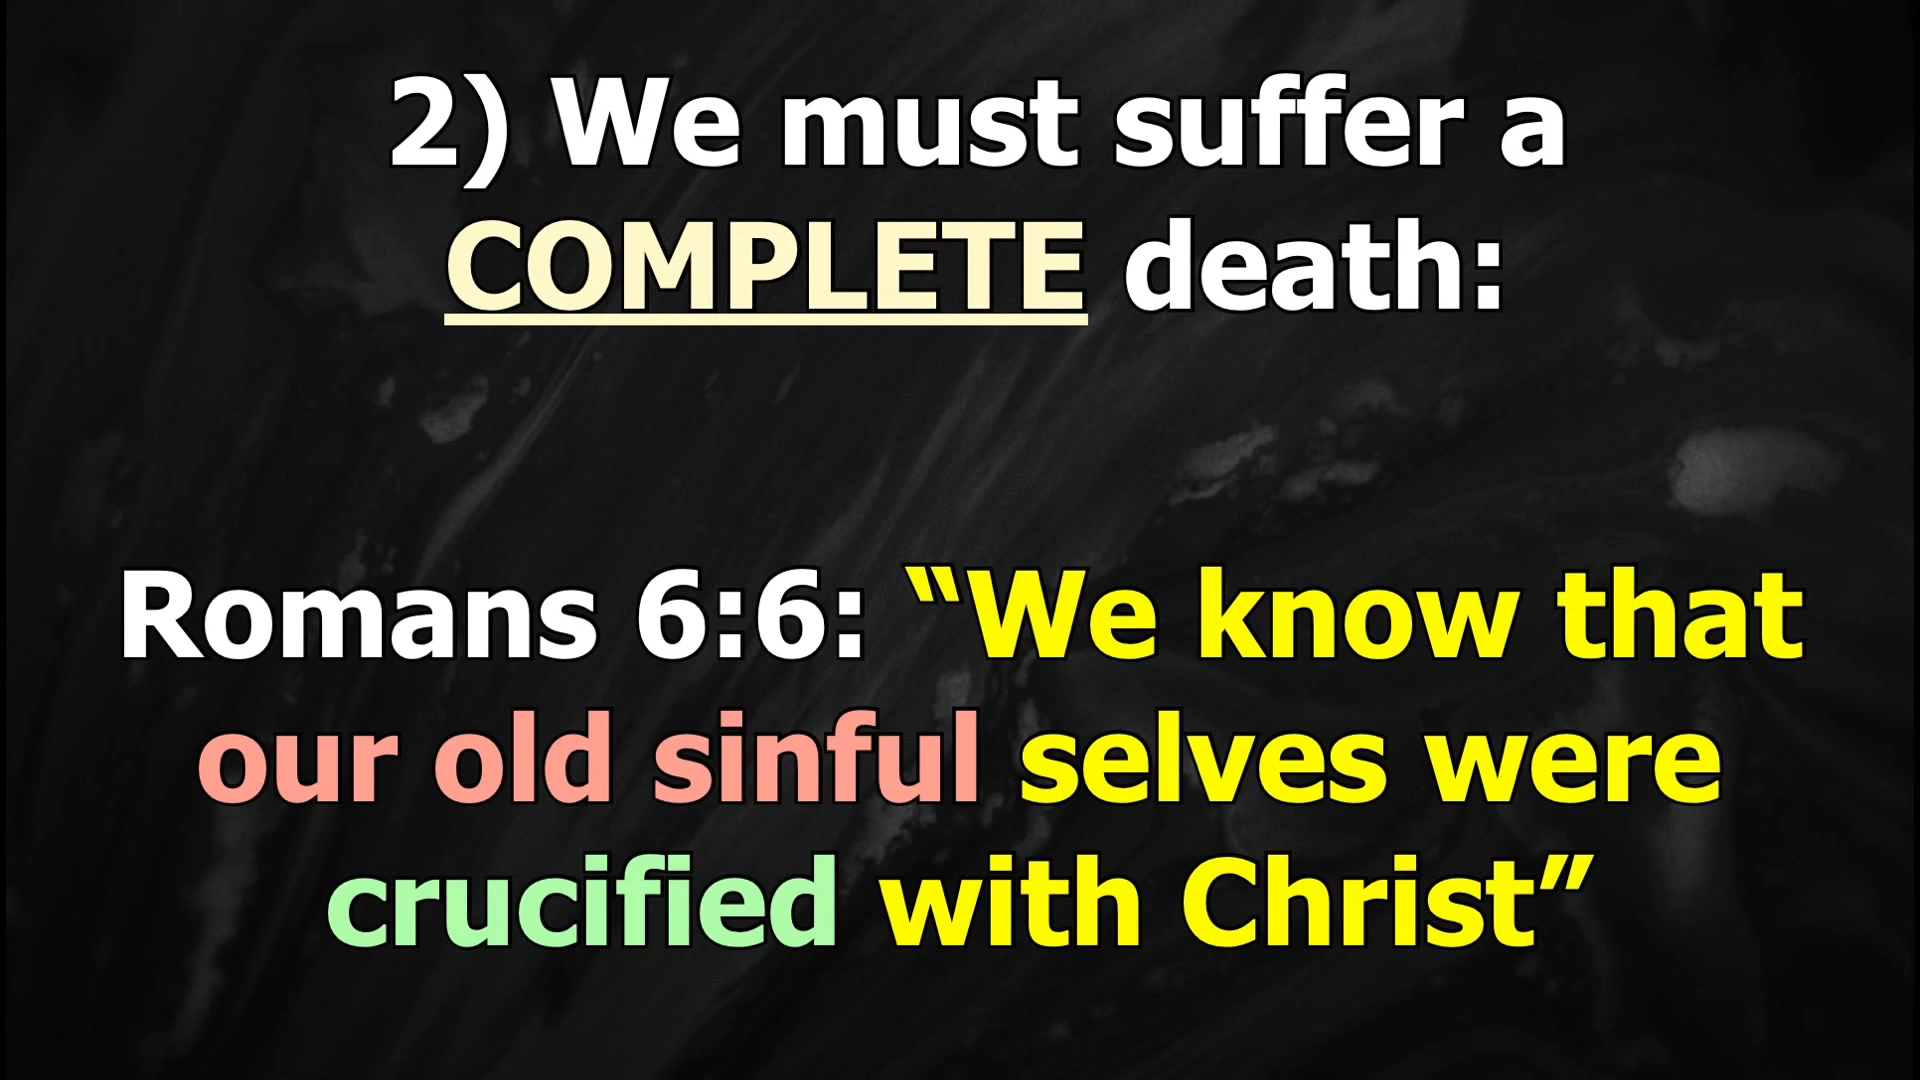 2) We must suffer a
COMPLETE death:
Romans 6:6: “We know that
our old sinful selves were
crucified with Christ”